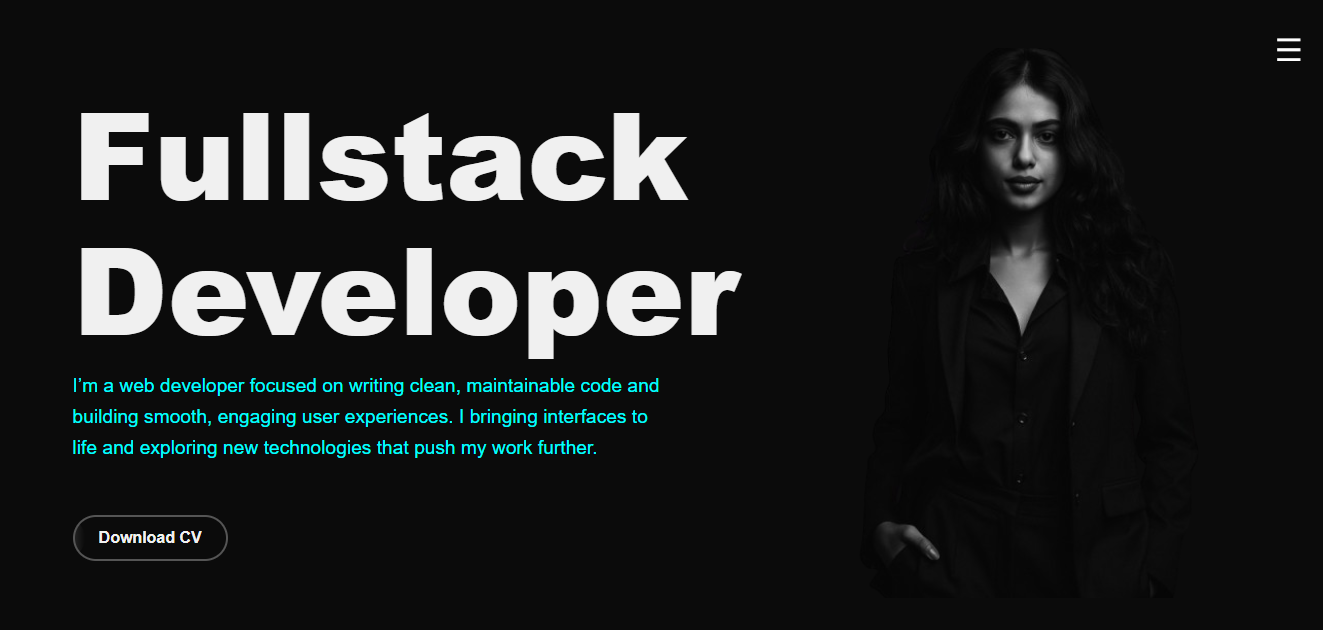 Fullstack
Developer
I’m a web developer focused on writing clean, maintainable code and
building smooth, engaging user experiences. I bringing interfaces to
life and exploring new technologies that push my work further.
Download CV